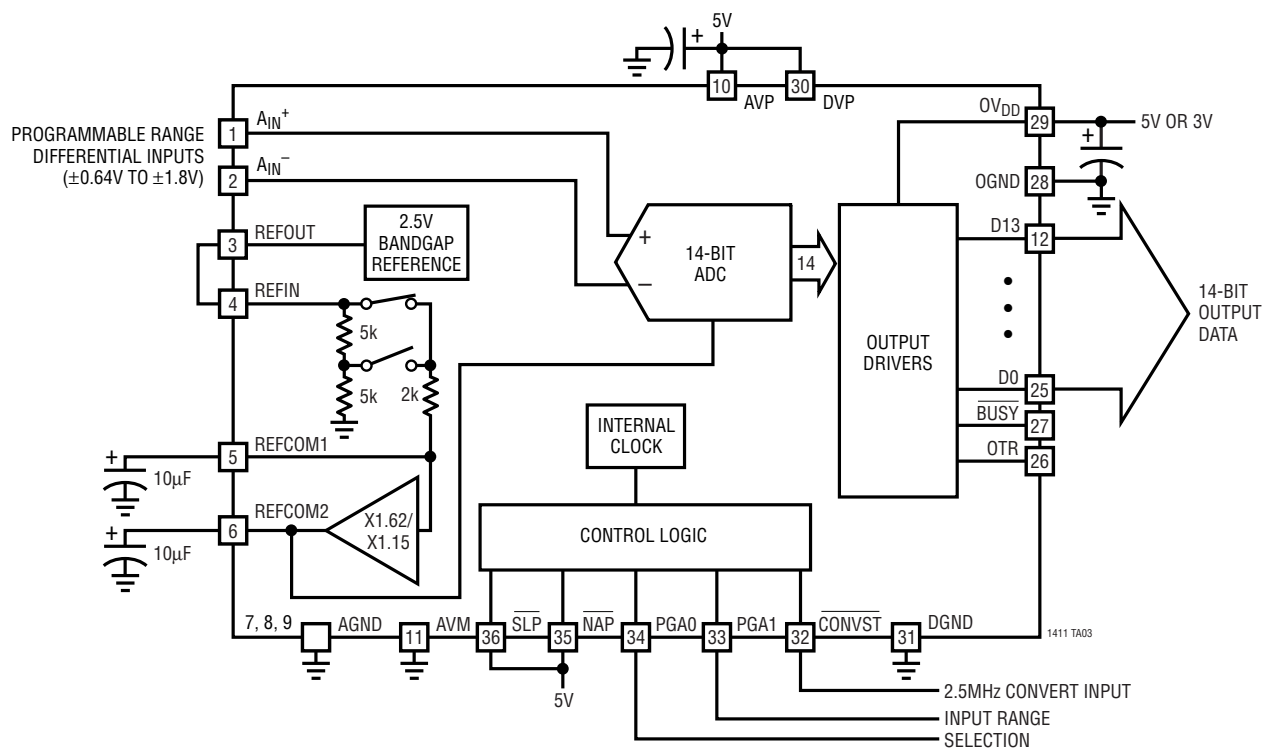 5V
10
30
AVP
DVP
PROGRAMMABLE RANGE
DIFFERENTIAL INPUTS
(±0.64V TO ±1.8V)
1
AIN+
2
AIN–
3
REFOUT
2.5V
BANDGAP
REFERENCE
4
REFIN
5k
5k
2k
+
–
14-BIT
ADC
14
OUTPUT
DRIVERS
OVDD
29
5V OR 3V
+
OGND
28
D13
12
14-BIT
OUTPUT
DATA
D0
25
BUSY
27
OTR
26
INTERNAL
CLOCK
5
REFCOM1
+
10µF
6
REFCOM2
+
10µF
X1.62/
X1.15
CONTROL LOGIC
7, 8, 9
AGND
11
AVM
36
SLP
35
NAP
34
PGA0
33
PGA1
32
CONVST
31
DGND
1411 TA03
5V
2.5MHz CONVERT INPUT
INPUT RANGE
SELECTION
+